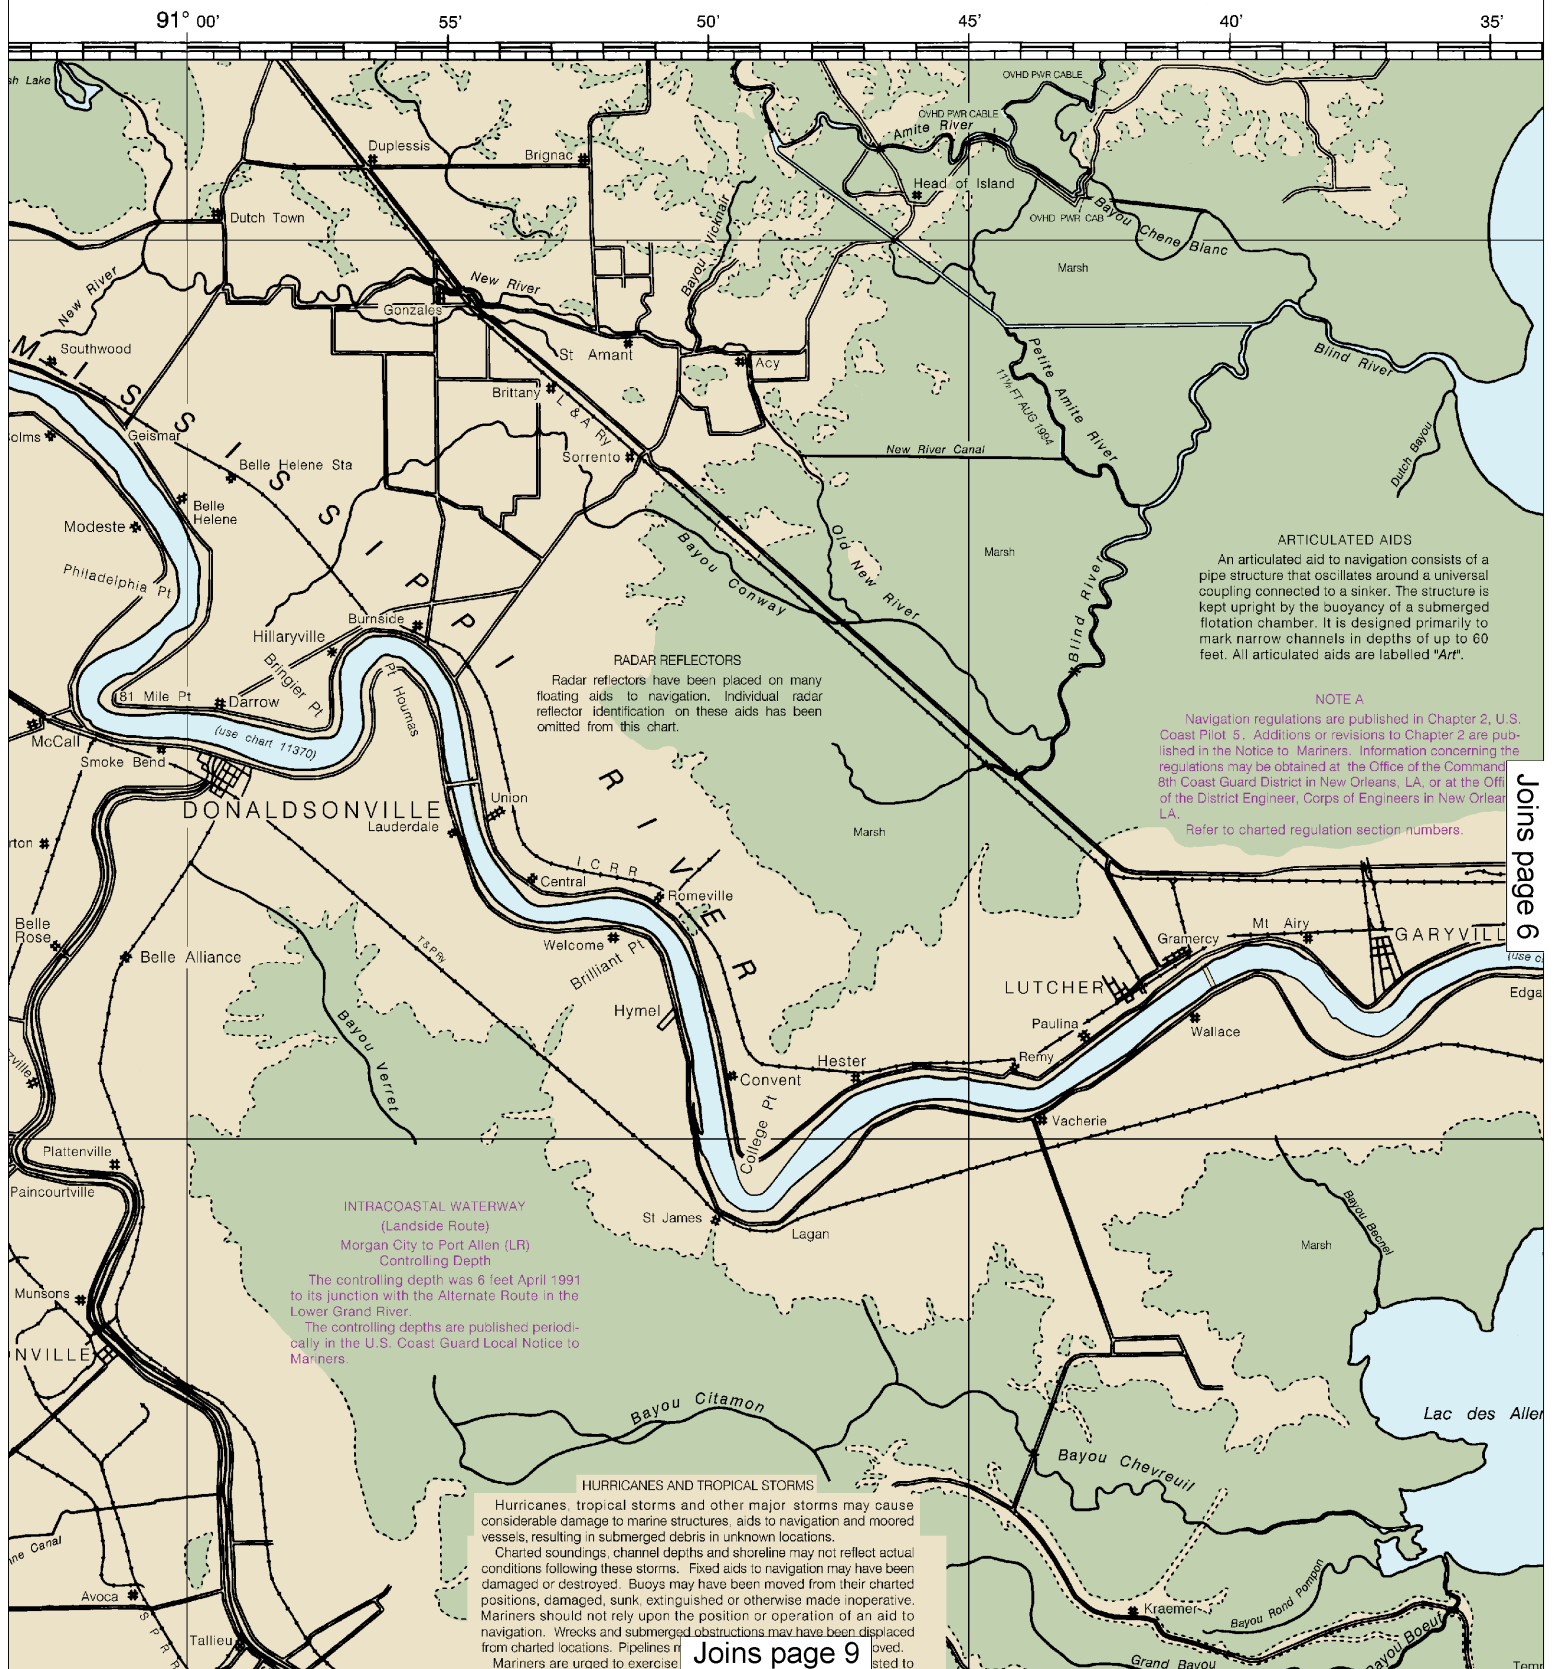 91° 00'
55'
50'
45'
40'
35'
sh Lake
OVHD PWR CABLE
OVHD PWR CABLE
Amite River
Duplessis
Brignac
Head of Island
Dutch Town
Bayou Vicknair
OVHD PWR CAB
Bayou Chene Blanc
Marsh
New River
New River
Gonzales
Southwood
St Amant
Acy
Petite Amite River
11½ FT AUG 1994
Blind River
MISSISSIPPI RIVER
Brittany
L & A Ry
olms
Geismar
Belle Helene Sta
Sorrento
New River Canal
Dutch Bayou
Belle
Helene
Modeste
Old New River
Marsh
Bayou Conway
Philadelphia Pt
Blind River
ARTICULATED AIDS
An articulated aid to navigation consists of a
pipe structure that oscillates around a universal
coupling connected to a sinker. The structure is
kept upright by the buoyancy of a submerged
flotation chamber. It is designed primarily to
mark narrow channels in depths of up to 60
feet. All articulated aids are labelled "Art".
Burnside
Hillaryville
Bringier Pt
Pt Houmas
RADAR REFLECTORS
Radar reflectors have been placed on many
floating aids to navigation. Individual radar
reflector identification on these aids has been
omitted from this chart.
81 Mile Pt
Darrow
(use chart 11370)
McCall
Smoke Bend
NOTE A
Navigation regulations are published in Chapter 2, U.S.
Coast Pilot 5. Additions or revisions to Chapter 2 are pub-
lished in the Notice to Mariners. Information concerning the
regulations may be obtained at the Office of the Command
8th Coast Guard District in New Orleans, LA, or at the Offi
of the District Engineer, Corps of Engineers in New Orlean
LA.
Refer to charted regulation section numbers.
Joins page 6
DONALDSONVILLE
Union
Lauderdale
Marsh
rton
I C R R
Central
Romeville
Belle
Rose
T & P Ry
Welcome
Brilliant Pt
Belle Alliance
Mt Airy
GARYVILL
Gramercy
(use c
LUTCHER
Edga
Hymel
Bayou Verret
Paulina
Wallace
Remy
Hester
zville
Convent
College Pt
Vacherie
Plattenville
Paincourtville
St James
Lagan
Bayou Becnel
Marsh
INTRACOASTAL WATERWAY
(Landside Route)
Morgan City to Port Allen (LR)
Controlling Depth
The controlling depth was 6 feet April 1991
to its junction with the Alternate Route in the
Lower Grand River.
The controlling depths are published periodi-
cally in the U.S. Coast Guard Local Notice to
Mariners.
Munsons
ONVILLE
Bayou Citamon
Lac des Aller
Bayou Chevreuil
HURRICANES AND TROPICAL STORMS
Hurricanes, tropical storms and other major storms may cause
considerable damage to marine structures, aids to navigation and moored
vessels, resulting in submerged debris in unknown locations.
Charted soundings, channel depths and shoreline may not reflect actual
conditions following these storms. Fixed aids to navigation may have been
damaged or destroyed. Buoys may have been moved from their charted
positions, damaged, sunk, extinguished or otherwise made inoperative.
Mariners should not rely upon the position or operation of an aid to
navigation. Wrecks and submerged obstructions may have been displaced
from charted locations. Pipelines m oved.
Mariners are urged to exercise sted to
Joins page 9
ne Canal
Avoca
S P R R
Tallieu
Kraemer
Bayou Rond Pompon
Grand Bayou
Bayou Boeuf
Tem